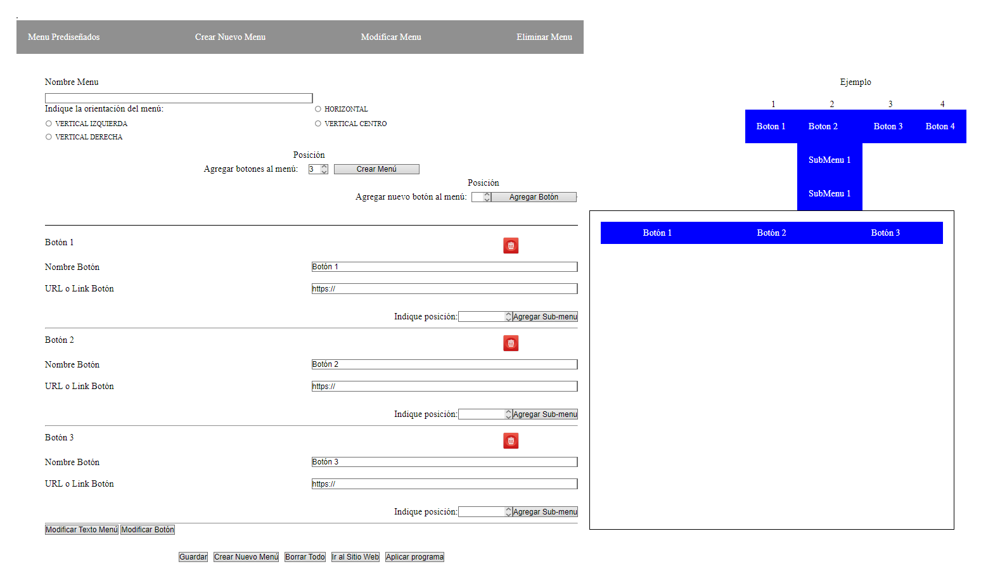 Menu Prediseñados Crear Nuevo Menu Modificar Menu Eliminar Menu
Nombre Menu
Indique la orientación del menú: HORIZONTAL
VERTICAL IZQUIERDA VERTICAL CENTRO
VERTICAL DERECHA
Posición
Agregar botones al menú: 3 Crear Menú
Posición
Agregar nuevo botón al menú: Agregar Botón
Botón 1
Nombre Botón Botón 1
URL o Link Botón https://
Indique posición: Agregar Sub-menu
Botón 2
Nombre Botón Botón 2
URL o Link Botón https://
Indique posición: Agregar Sub-menu
Botón 3
Nombre Botón Botón 3
URL o Link Botón https://
Indique posición: Agregar Sub-menu
Modificar Texto Menú Modificar Botón
Guardar Crear Nuevo Menú Borrar Todo Ir al Sitio Web Aplicar programa
Ejemplo
1 2 3 4
Boton 1 Boton 2 Boton 3 Boton 4
SubMenu 1
SubMenu 1
Botón 1 Botón 2 Botón 3